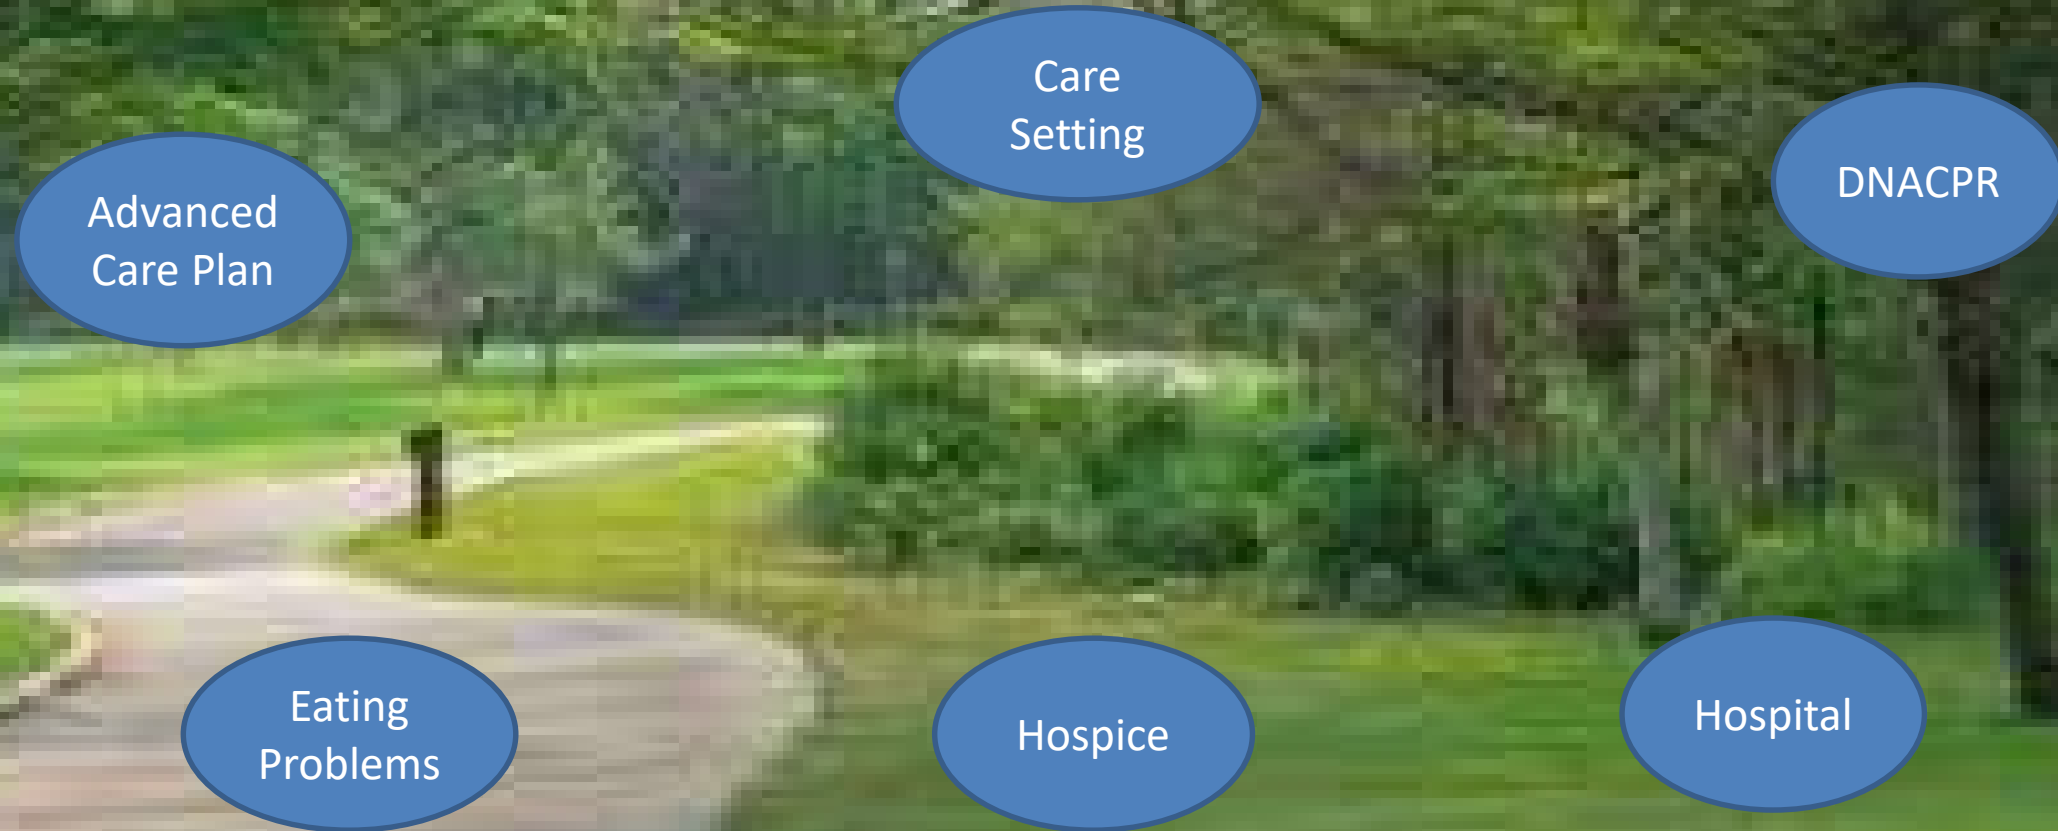 Care
Setting
DNACPR
Advanced
Care Plan
Eating
Problems
Hospice
Hospital